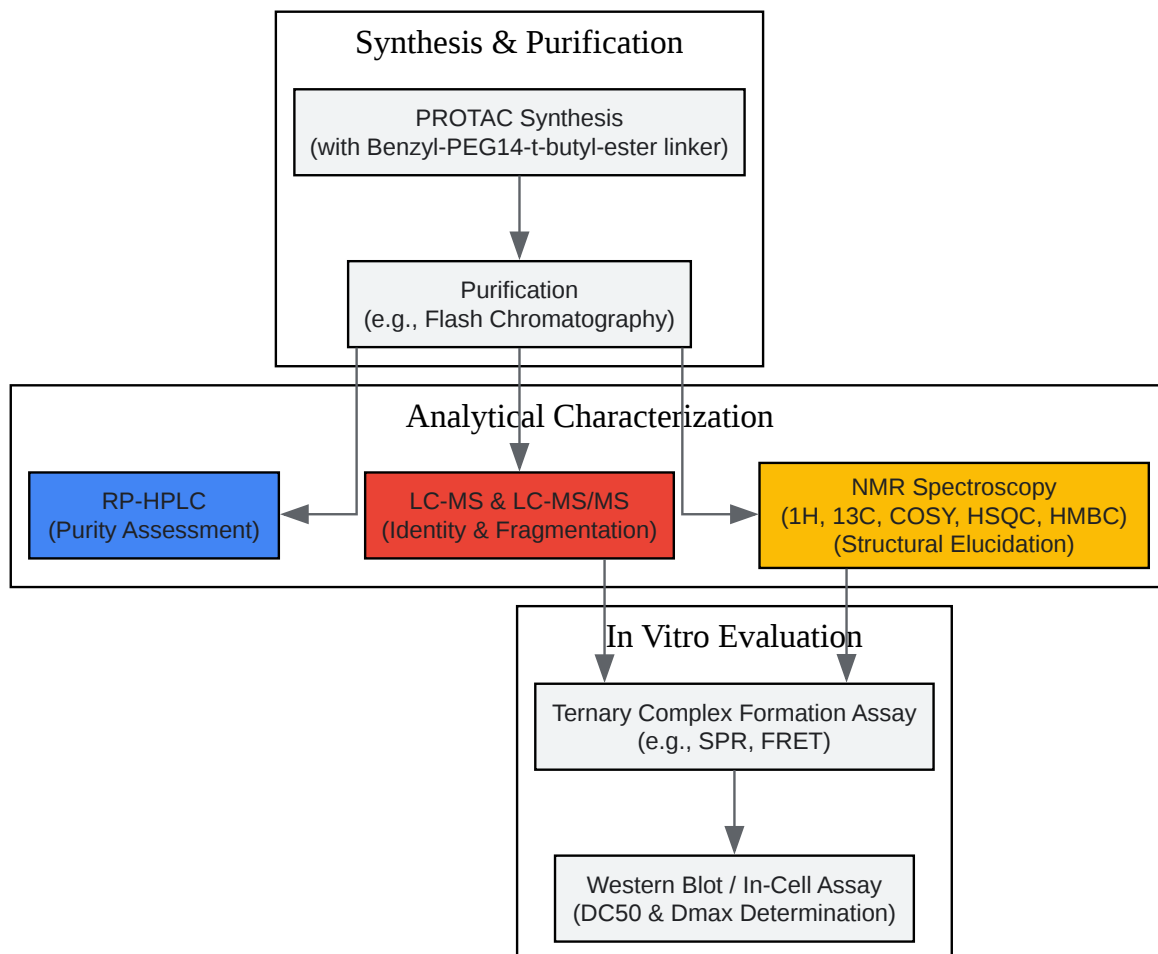 Synthesis & Purification
PROTAC Synthesis
(with Benzyl-PEG14-t-butyl-ester linker)
Purification
(e.g., Flash Chromatography)
Analytical Characterization
RP-HPLC
(Purity Assessment)
LC-MS & LC-MS/MS
(Identity & Fragmentation)
NMR Spectroscopy
(1H, 13C, COSY, HSQC, HMBC)
(Structural Elucidation)
In Vitro Evaluation
Ternary Complex Formation Assay
(e.g., SPR, FRET)
Western Blot / In-Cell Assay
(DC50 & Dmax Determination)